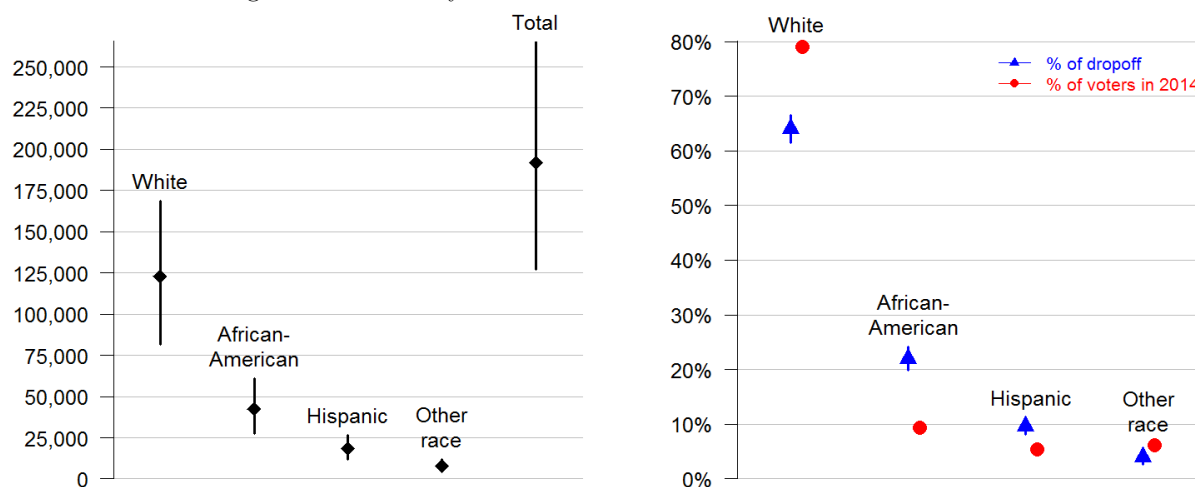 Total
250,000
225,000
200,000
175,000
150,000
125,000
100,000
75,000
50,000
25,000
0
White
African-
American
Hispanic
Other
race
80%
70%
60%
50%
40%
30%
20%
10%
0%
White
% of dropoff
% of voters in 2014
African-
American
Hispanic
Other
race